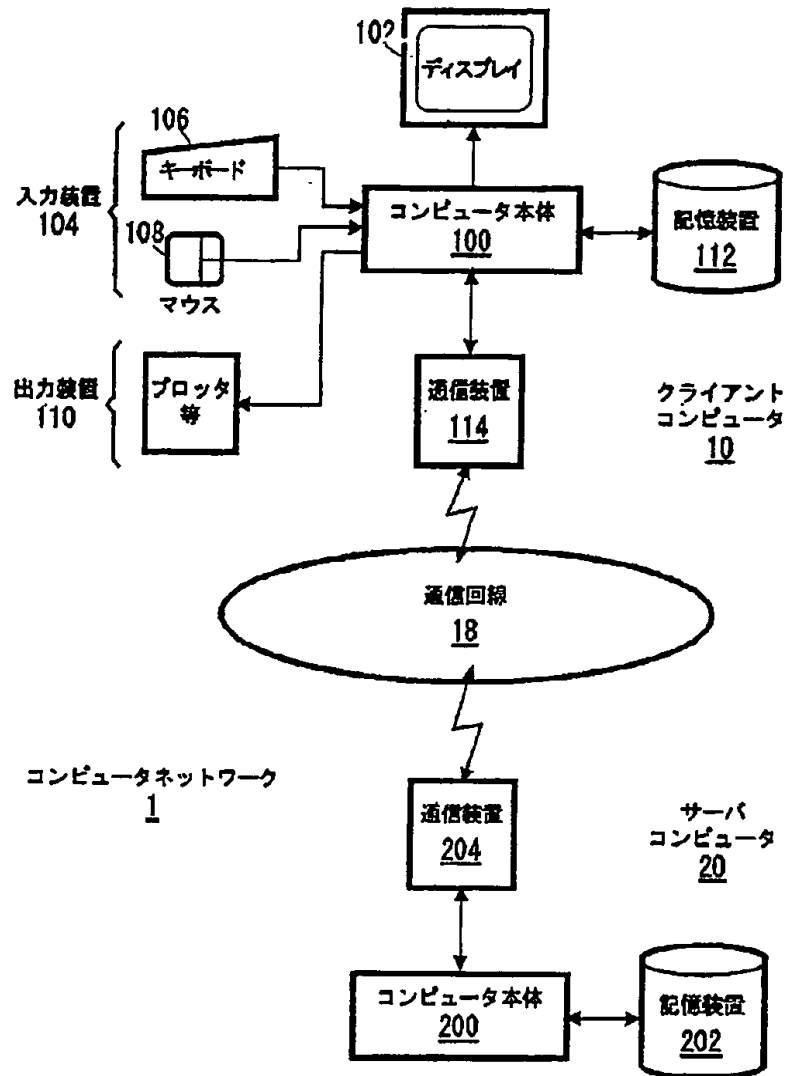 102
ディスプレイ
106
キーボード
入力装置
104
108
マウス
コンピュータ本体
100
記憶装置
112
出力装置
110
プロッタ
等
通信装置
114
クライアント
コンピュータ
10
通信回線
18
コンピュータネットワーク
1
通信装置
204
サーバ
コンピュータ
20
コンピュータ本体
200
記憶装置
202